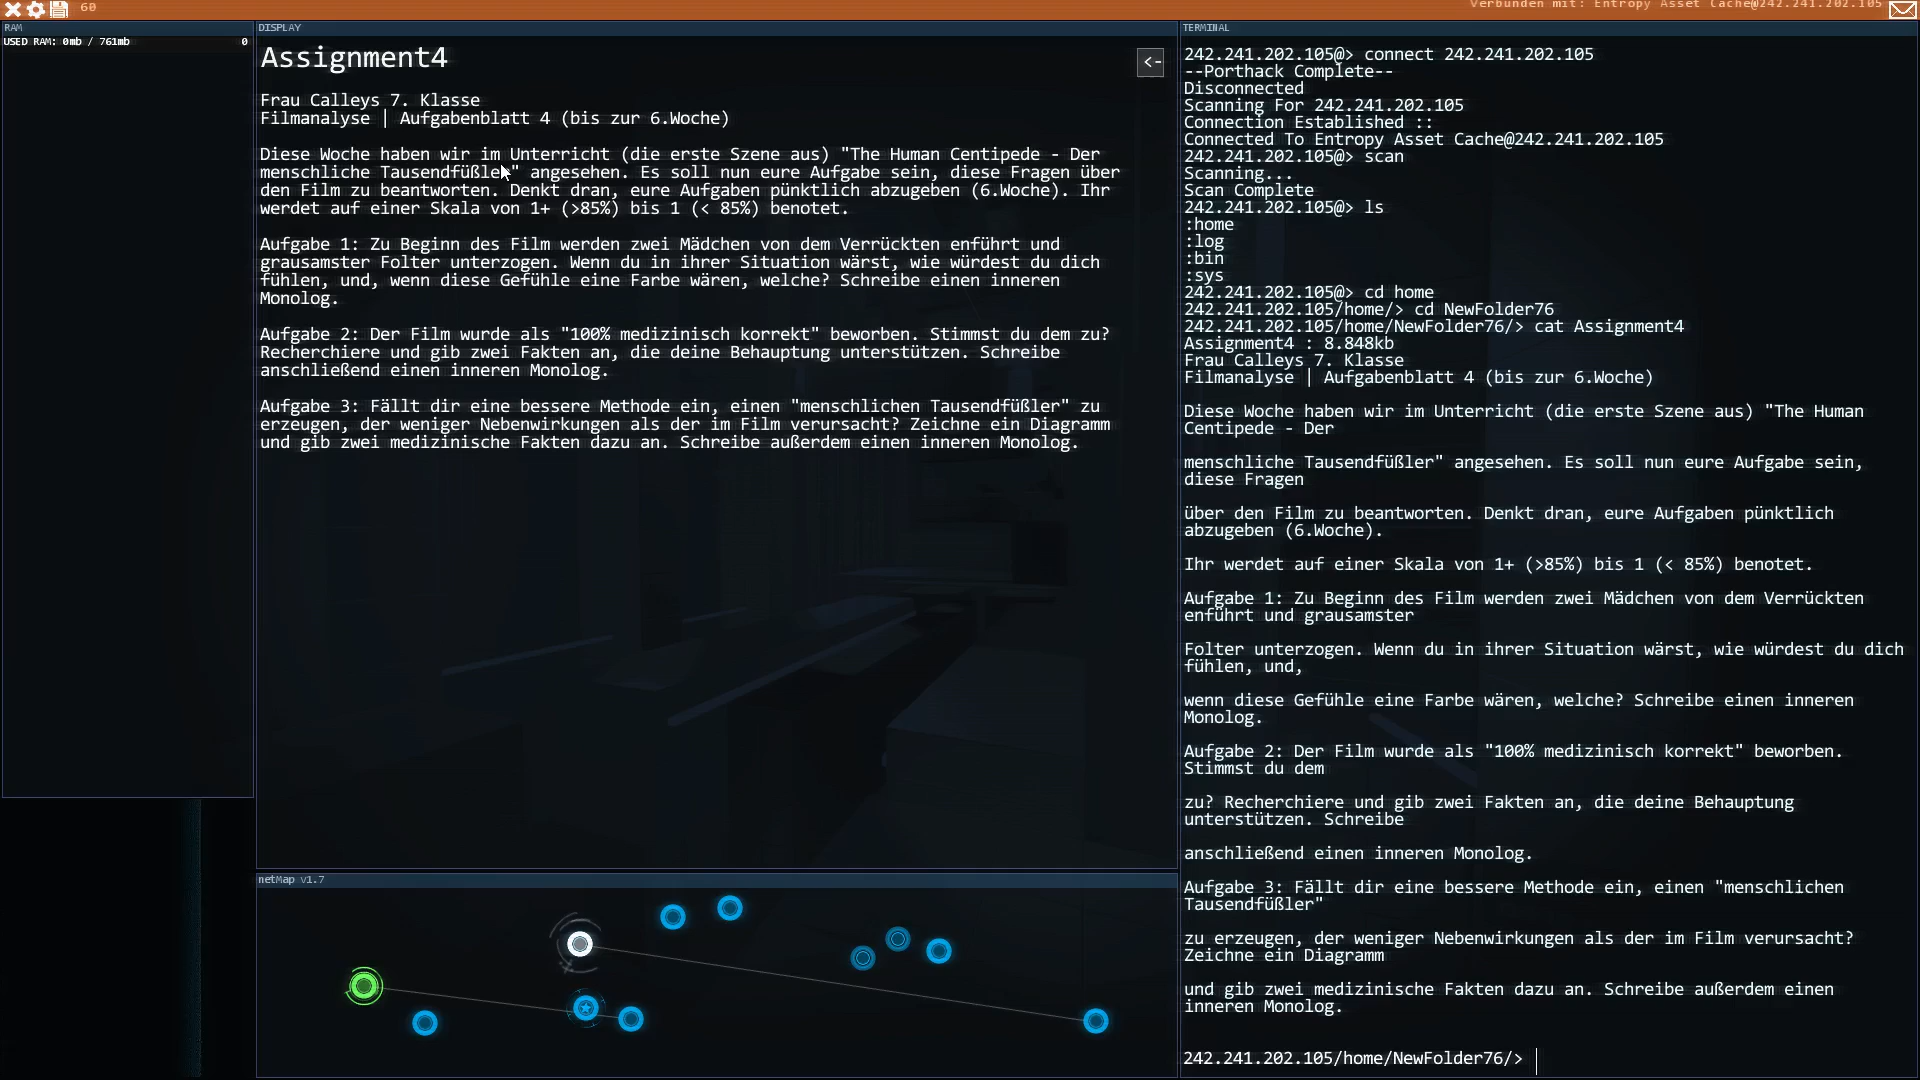 60
Verbunden mit: Entropy Asset Cache@242.241.202.105
RAM
USED RAM: 0mb / 761mb 0
DISPLAY
Assignment4
<-
Frau Calleys 7. Klasse
Filmanalyse | Aufgabenblatt 4 (bis zur 6.Woche)
Diese Woche haben wir im Unterricht (die erste Szene aus) "The Human Centipede - Der
menschliche Tausendfüßler" angesehen. Es soll nun eure Aufgabe sein, diese Fragen über
den Film zu beantworten. Denkt dran, eure Aufgaben pünktlich abzugeben (6.Woche). Ihr
werdet auf einer Skala von 1+ (>85%) bis 1 (< 85%) benotet.
Aufgabe 1: Zu Beginn des Film werden zwei Mädchen von dem Verrückten enführt und
grausamster Folter unterzogen. Wenn du in ihrer Situation wärst, wie würdest du dich
fühlen, und, wenn diese Gefühle eine Farbe wären, welche? Schreibe einen inneren
Monolog.
Aufgabe 2: Der Film wurde als "100% medizinisch korrekt" beworben. Stimmst du dem zu?
Recherchiere und gib zwei Fakten an, die deine Behauptung unterstützen. Schreibe
anschließend einen inneren Monolog.
Aufgabe 3: Fällt dir eine bessere Methode ein, einen "menschlichen Tausendfüßler" zu
erzeugen, der weniger Nebenwirkungen als der im Film verursacht? Zeichne ein Diagramm
und gib zwei medizinische Fakten dazu an. Schreibe außerdem einen inneren Monolog.
netMap v1.7
TERMINAL
242.241.202.105@> connect 242.241.202.105
--Porthack Complete--
Disconnected
Scanning For 242.241.202.105
Connection Established ::
Connected To Entropy Asset Cache@242.241.202.105
242.241.202.105@> scan
Scanning...
Scan Complete
242.241.202.105@> ls
:home
:log
:bin
:sys
242.241.202.105@> cd home
242.241.202.105/home/> cd NewFolder76
242.241.202.105/home/NewFolder76/> cat Assignment4
Assignment4 : 8.848kb
Frau Calleys 7. Klasse
Filmanalyse | Aufgabenblatt 4 (bis zur 6.Woche)
Diese Woche haben wir im Unterricht (die erste Szene aus) "The Human
Centipede - Der
menschliche Tausendfüßler" angesehen. Es soll nun eure Aufgabe sein,
diese Fragen
über den Film zu beantworten. Denkt dran, eure Aufgaben pünktlich
abzugeben (6.Woche).
Ihr werdet auf einer Skala von 1+ (>85%) bis 1 (< 85%) benotet.
Aufgabe 1: Zu Beginn des Film werden zwei Mädchen von dem Verrückten
enführt und grausamster
Folter unterzogen. Wenn du in ihrer Situation wärst, wie würdest du dich
fühlen, und,
wenn diese Gefühle eine Farbe wären, welche? Schreibe einen inneren
Monolog.
Aufgabe 2: Der Film wurde als "100% medizinisch korrekt" beworben.
Stimmst du dem
zu? Recherchiere und gib zwei Fakten an, die deine Behauptung
unterstützen. Schreibe
anschließend einen inneren Monolog.
Aufgabe 3: Fällt dir eine bessere Methode ein, einen "menschlichen
Tausendfüßler"
zu erzeugen, der weniger Nebenwirkungen als der im Film verursacht?
Zeichne ein Diagramm
und gib zwei medizinische Fakten dazu an. Schreibe außerdem einen
inneren Monolog.
242.241.202.105/home/NewFolder76/>